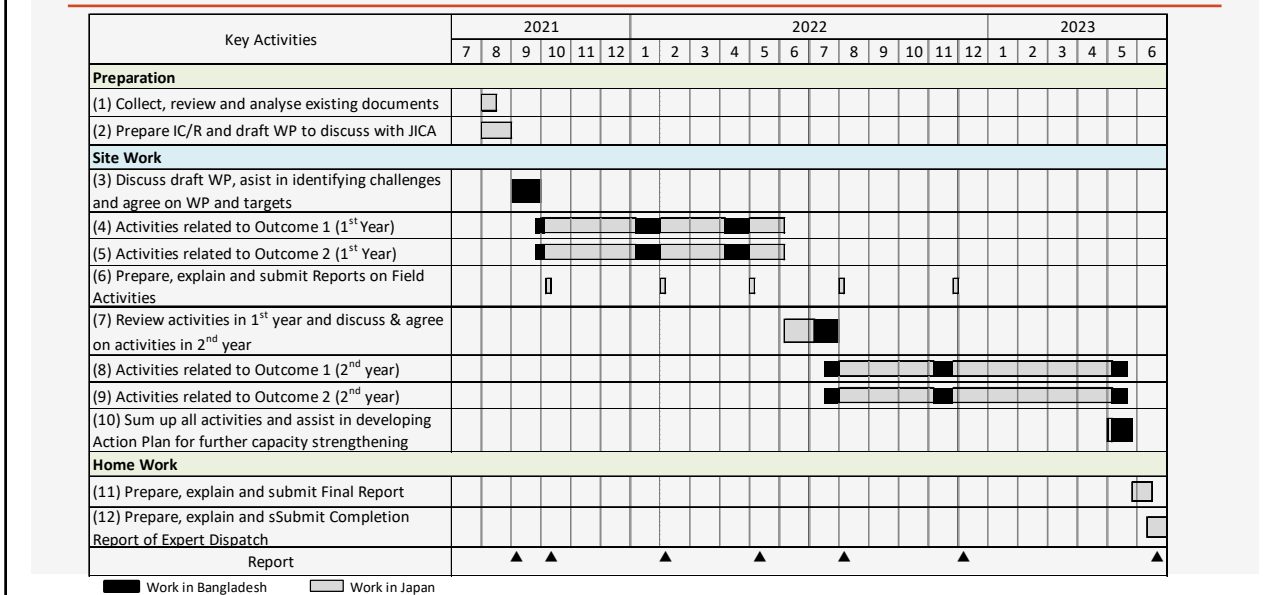 Key Activities
2021 2022 2023
7 8 9 10 11 12 1 2 3 4 5 6 7 8 9 10 11 12 1 2 3 4 5 6
Preparation
(1) Collect, review and analyse existing documents
(2) Prepare IC/R and draft WP to discuss with JICA
Site Work
(3) Discuss draft WP, asist in identifying challenges
and agree on WP and targets
(4) Activities related to Outcome 1 (1st Year)
(5) Activities related to Outcome 2 (1st Year)
(6) Prepare, explain and submit Reports on Field
Activities
(7) Review activities in 1st year and discuss & agree
on activities in 2nd year
(8) Activities related to Outcome 1 (2nd year)
(9) Activities related to Outcome 2 (2nd year)
(10) Sum up all activities and assist in developing
Action Plan for further capacity strengthening
Home Work
(11) Prepare, explain and submit Final Report
(12) Prepare, explain and sSubmit Completion
Report of Expert Dispatch
Report
Work in Bangladesh Work in Japan